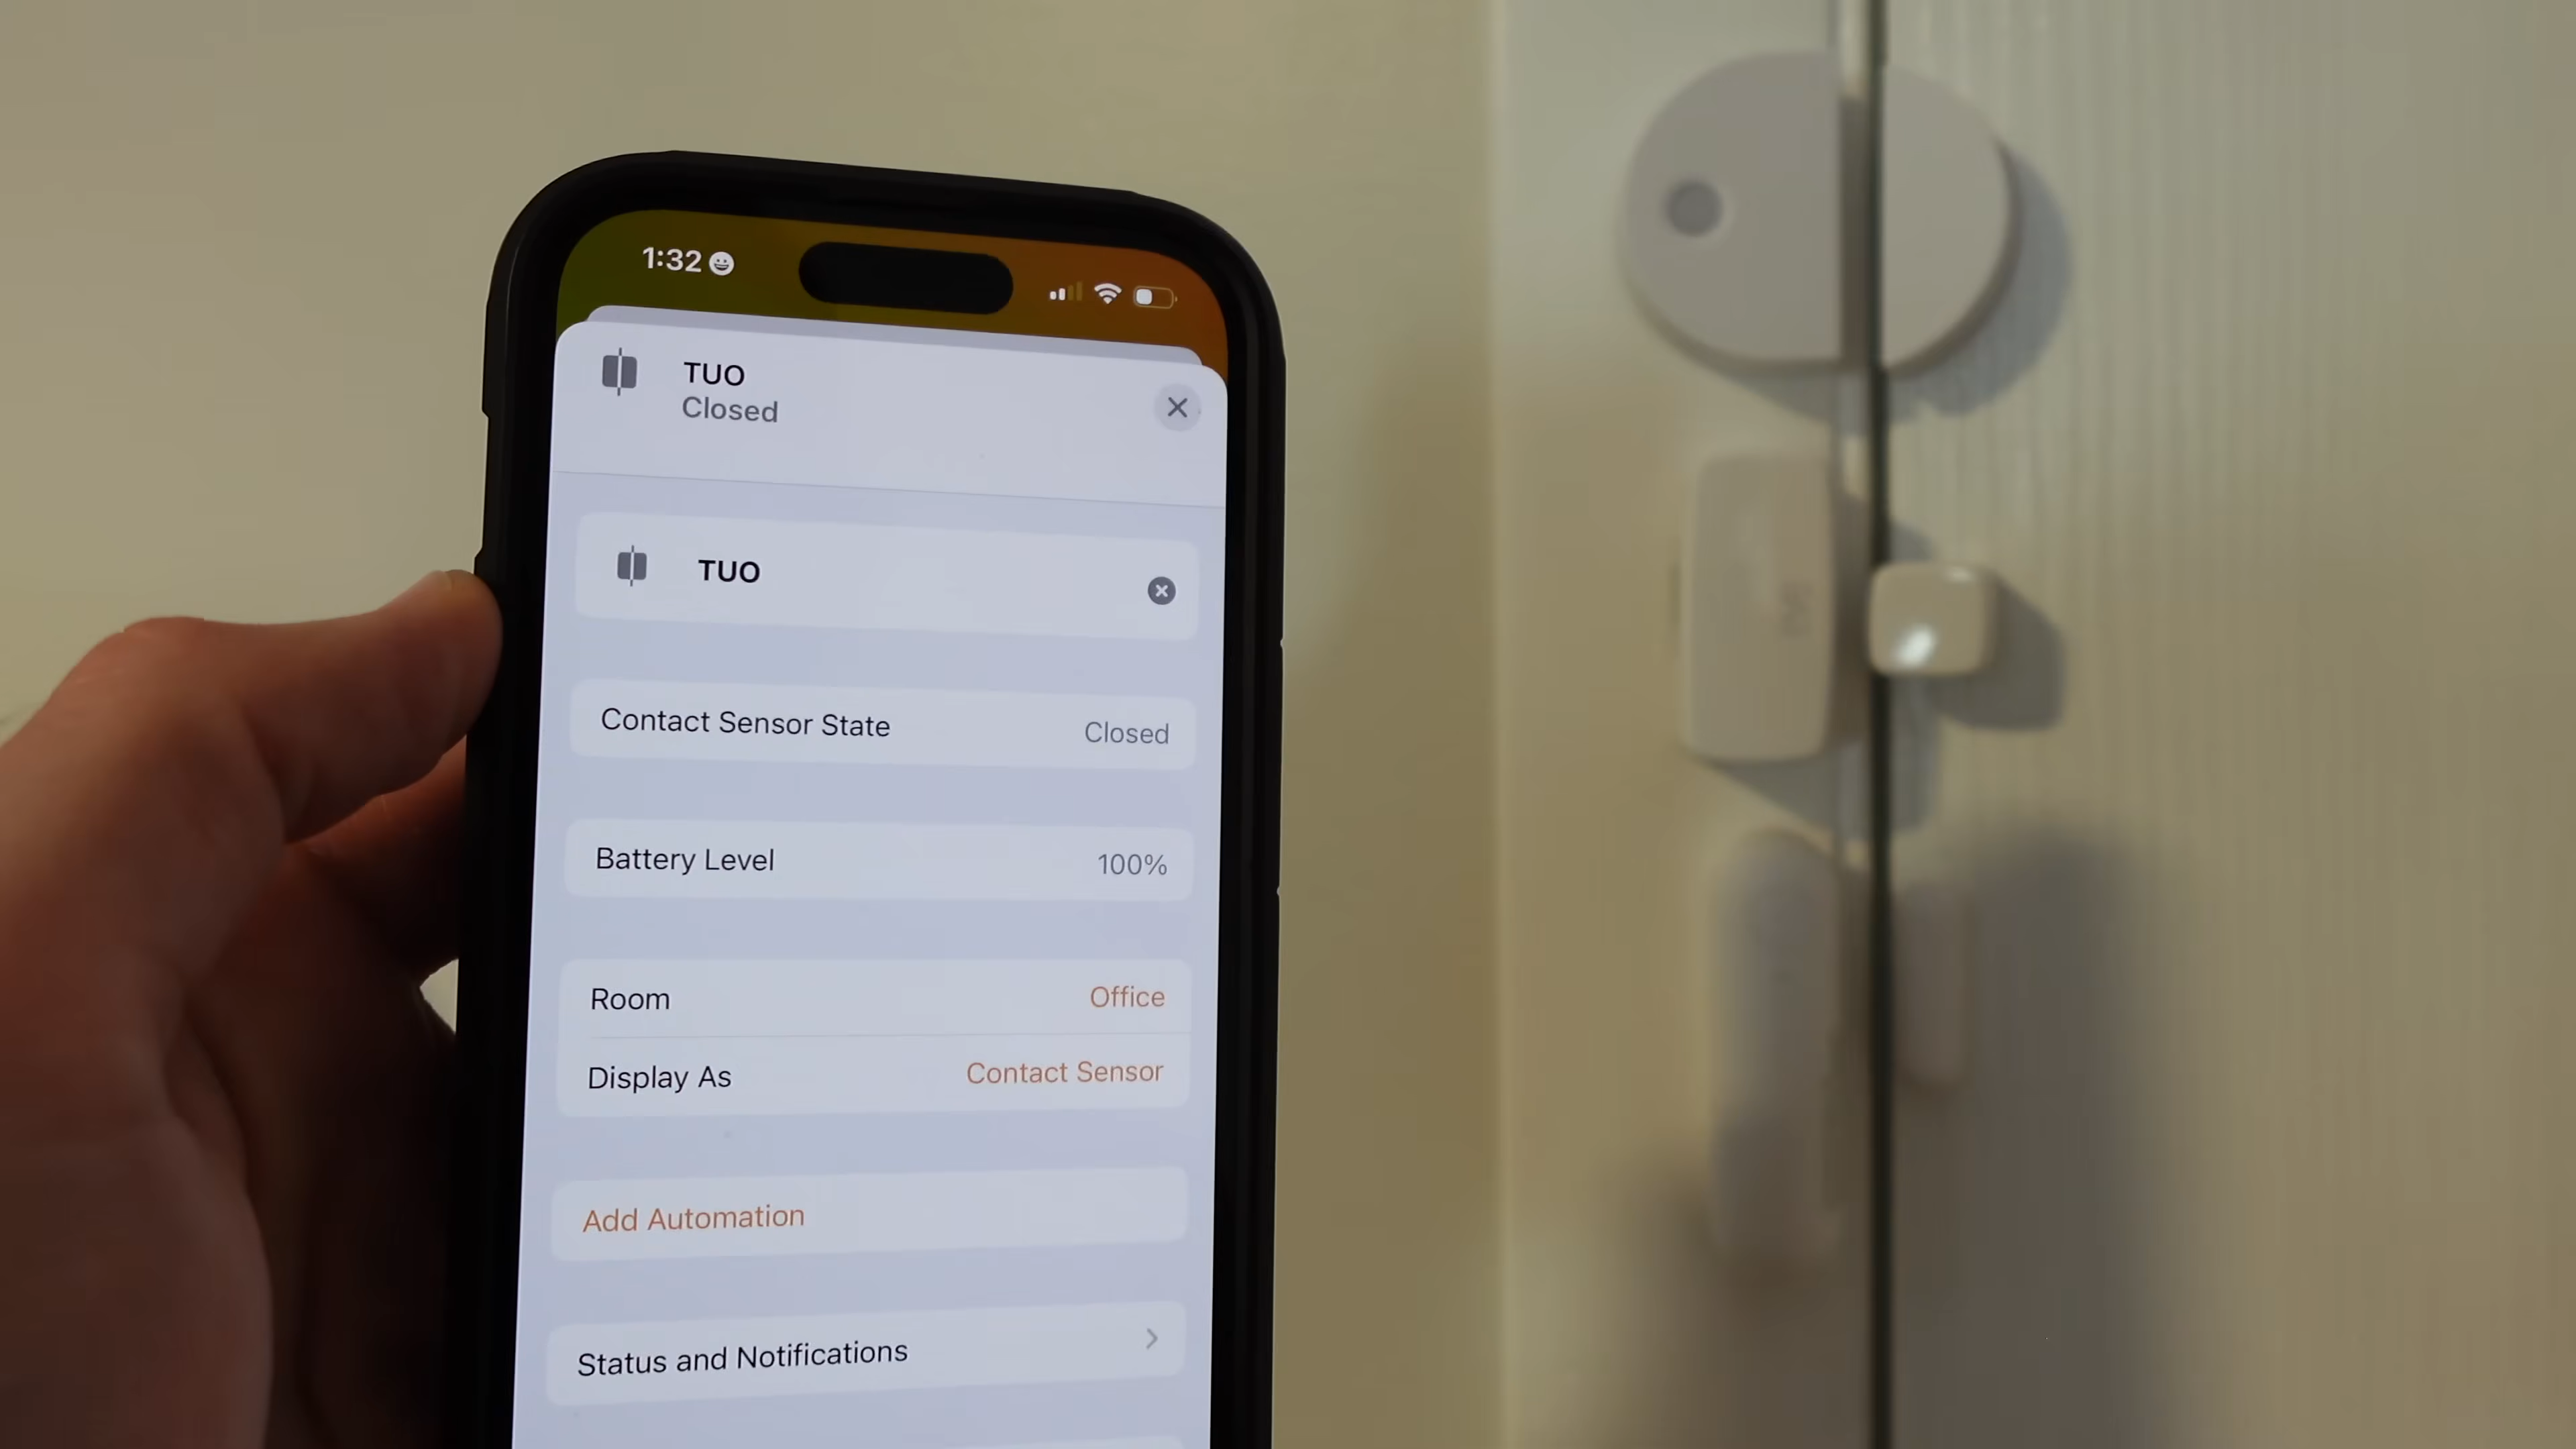 1:32
TUO
Closed
TUO
Contact Sensor State Closed
Battery Level 100%
Room Office
Display As Contact Sensor
Add Automation
Status and Notifications